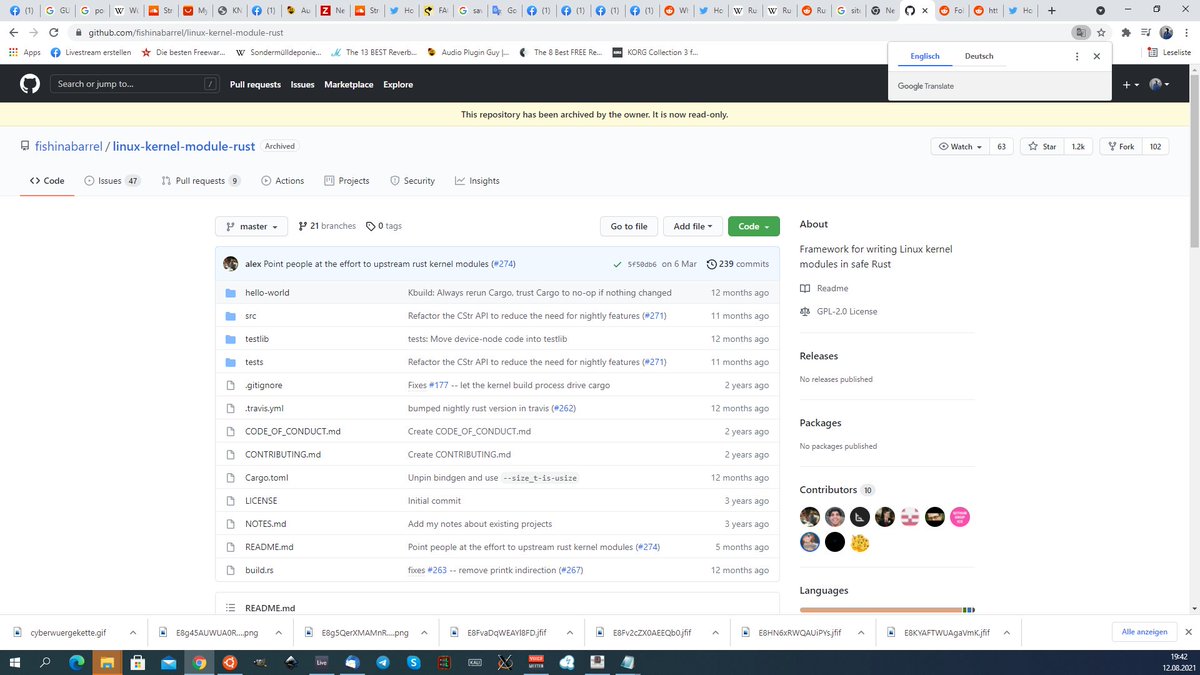 (1) GU po We Str My KN (1) Au Ne Str Ho FA sav Go (1) (1) (1) (1) Wi Ho Ru Ru Ru site Ne Fol htt Ho
github.com/fishinabarrel/linux-kernel-module-rust
Apps Livestream erstellen Die besten Freewar... Sondermülldeponie... The 13 BEST Reverb... Audio Plugin Guy |... The 8 Best FREE Re... KORG Collection 3 f... Leseliste
Englisch Deutsch
Google Translate
Search or jump to... / Pull requests Issues Marketplace Explore
This repository has been archived by the owner. It is now read-only.
fishinabarrel / linux-kernel-module-rust Archived Watch 63 Star 1.2k Fork 102
Code Issues 47 Pull requests 9 Actions Projects Security Insights
master 21 branches 0 tags Go to file Add file Code
alex Point people at the effort to upstream rust kernel modules (#274) 5f50db6 on 6 Mar 239 commits
hello-world Kbuild: Always rerun Cargo, trust Cargo to no-op if nothing changed 12 months ago
src Refactor the CStr API to reduce the need for nightly features (#271) 11 months ago
testlib tests: Move device-node code into testlib 12 months ago
tests Refactor the CStr API to reduce the need for nightly features (#271) 11 months ago
.gitignore Fixes #177 -- let the kernel build process drive cargo 2 years ago
.travis.yml bumped nightly rust version in travis (#262) 12 months ago
CODE_OF_CONDUCT.md Create CODE_OF_CONDUCT.md 2 years ago
CONTRIBUTING.md Create CONTRIBUTING.md 2 years ago
Cargo.toml Unpin bindgen and use --size_t-is-usize 12 months ago
LICENSE Initial commit 3 years ago
NOTES.md Add my notes about existing projects 3 years ago
README.md Point people at the effort to upstream rust kernel modules (#274) 5 months ago
build.rs fixes #263 -- remove printk indirection (#267) 12 months ago
README.md
About
Framework for writing Linux kernel
modules in safe Rust
Readme
GPL-2.0 License
Releases
No releases published
Packages
No packages published
Contributors 10
Languages
cyberwuergekette.gif E8g45AUWUA0R....png E8g5QerXMAMnR....png E8FvaDqWEAYl8FD.jfif E8Fv2cZX0AEEQb0.jfif E8HN6xRWQAUiPYs.jfif E8KYAFTWUAgaVmK.jfif Alle anzeigen
Live
19:42
12.08.2021